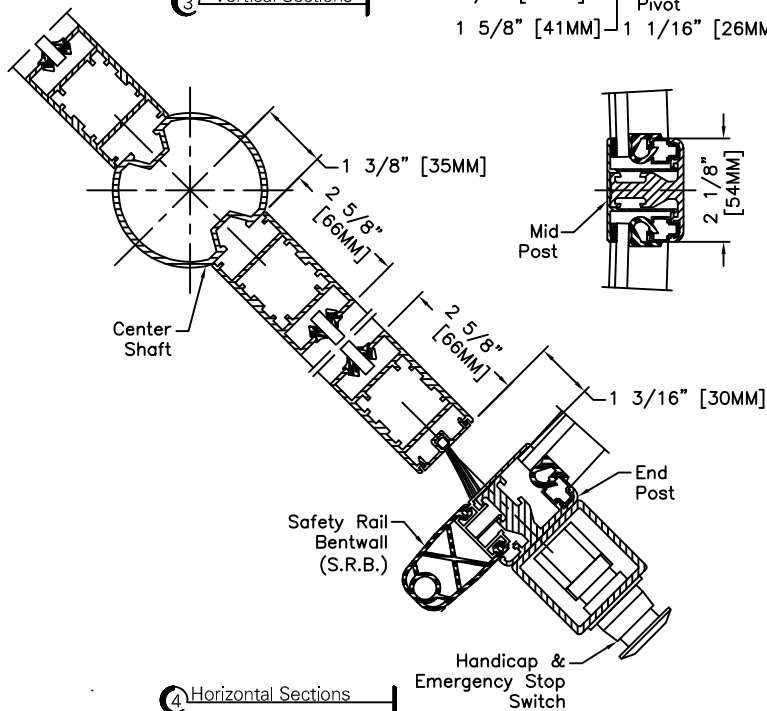 3 Vertical Sections
Pivot
1 5/8" [41MM]
1 1/16" [26MM
1 3/8" [35MM]
2 5/8"
[66MM]
2 1/8"
[54MM]
Mid
Post
Center
Shaft
2 5/8"
[66MM]
1 3/16" [30MM]
End
Post
Safety Rail
Bentwall
(S.R.B.)
Handicap &
Emergency Stop
Switch
4 Horizontal Sections